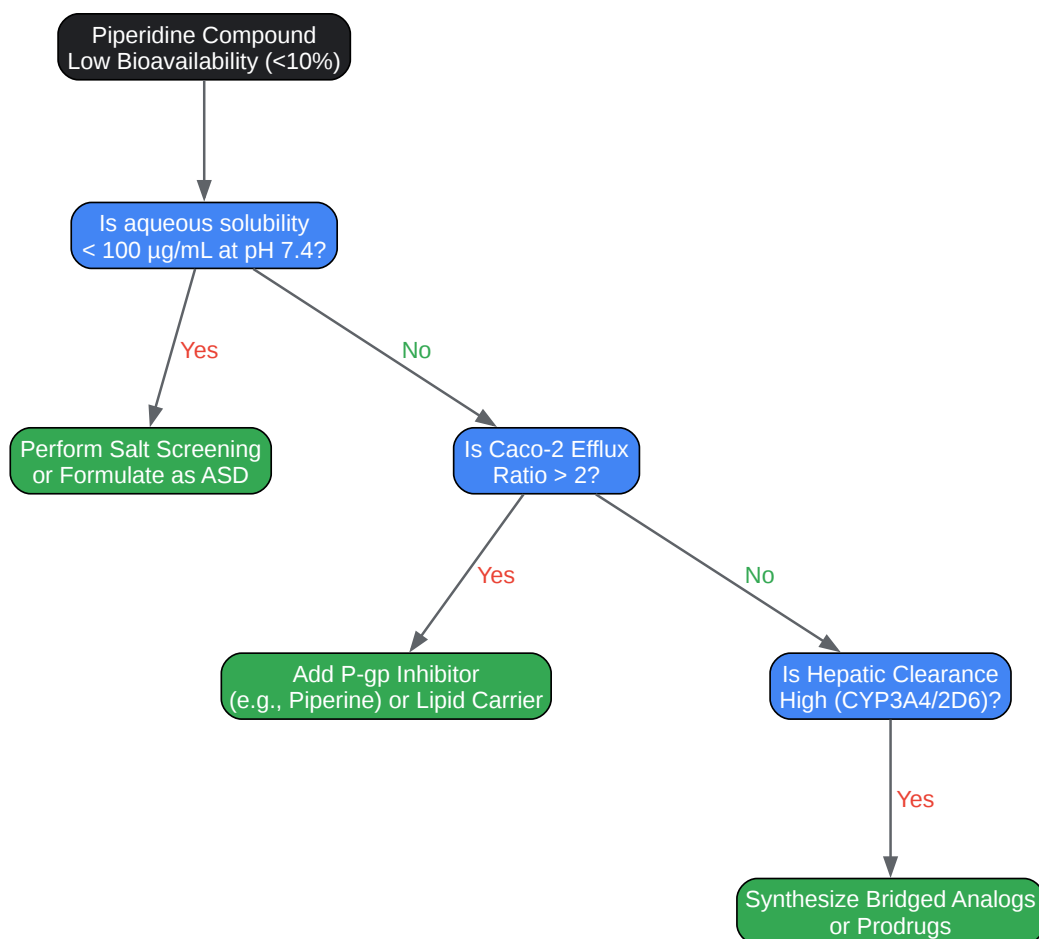 Piperidine Compound
Low Bioavailability (<10%)
Is aqueous solubility
< 100 µg/mL at pH 7.4?
Yes
No
Perform Salt Screening
or Formulate as ASD
Is Caco-2 Efflux
Ratio > 2?
Yes
No
Add P-gp Inhibitor
(e.g., Piperine) or Lipid Carrier
Is Hepatic Clearance
High (CYP3A4/2D6)?
Yes
Synthesize Bridged Analogs
or Prodrugs